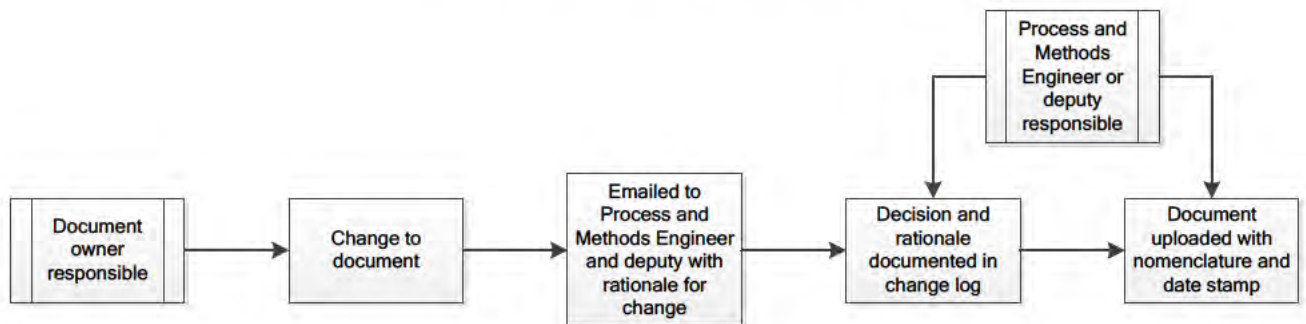 Process and
Methods
Engineer or
deputy
responsible
Document
owner
responsible
Change to
document
Emailed to
Process and
Methods Engineer
and deputy with
rationale for
change
Decision and
rationale
documented in
change log
Document
uploaded with
nomenclature and
date stamp